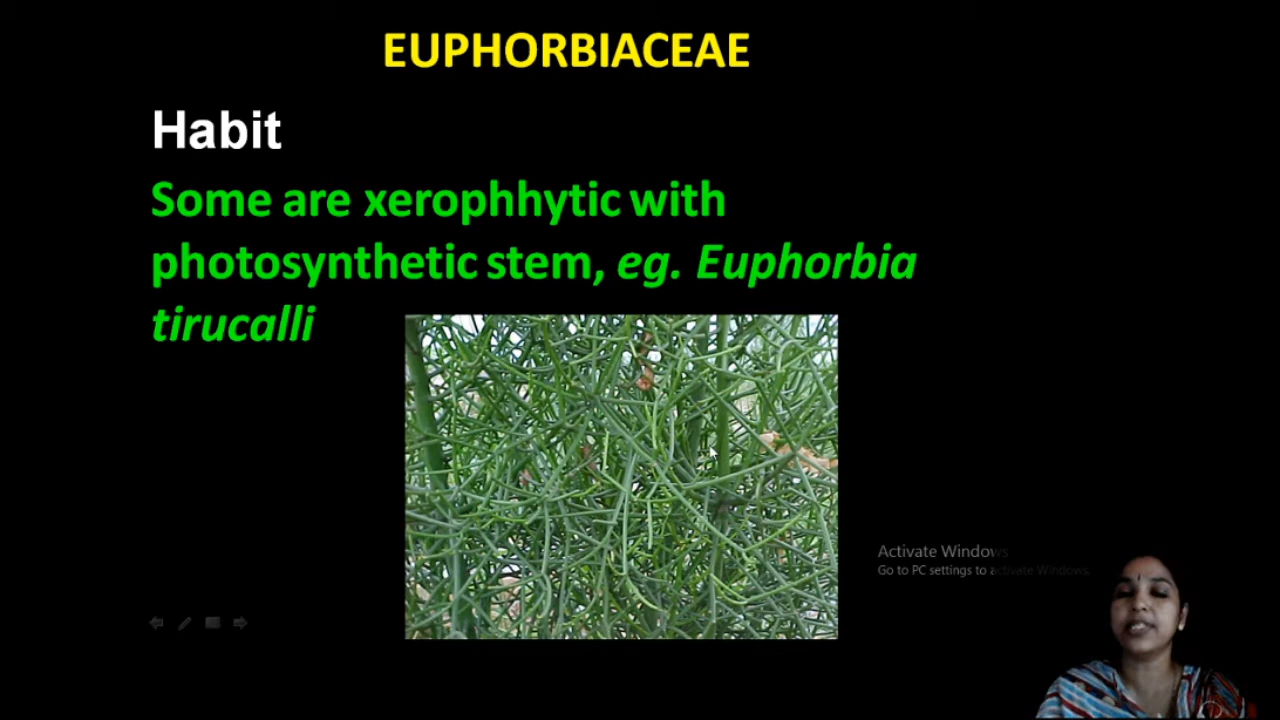 EUPHORBIACEAE
Habit
Some are xerophhytic with
photosynthetic stem, eg. Euphorbia
tirucalli
Activate Windows
Go to PC settings to activate Windows.